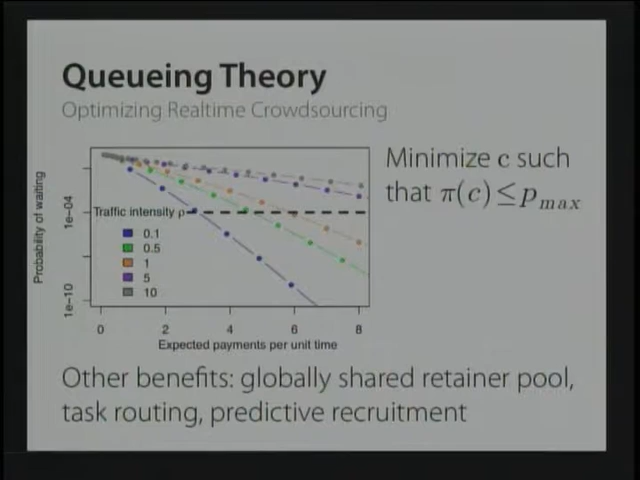 Queueing Theory
Optimizing Realtime Crowdsourcing
Minimize c such
that π(c) ≤ p_max
Probability of waiting
1e-04
1e-10
Traffic intensity ρ
0.1
0.5
1
5
10
0 2 4 6 8
Expected payments per unit time
Other benefits: globally shared retainer pool,
task routing, predictive recruitment